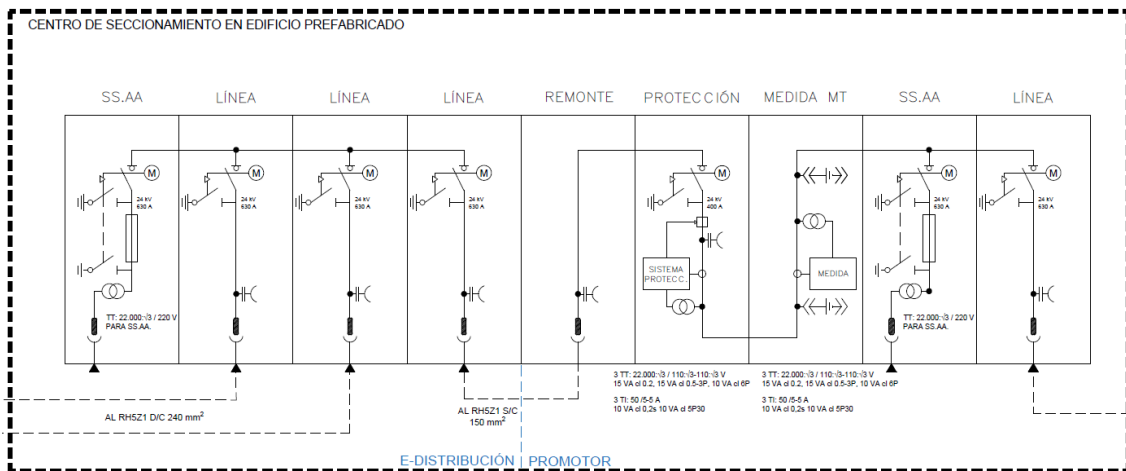 CENTRO DE SECCIONAMIENTO EN EDIFICIO PREFABRICADO
SS.AA
LÍNEA
LÍNEA
LÍNEA
REMONTE
PROTECCIÓN
MEDIDA MT
SS.AA
LÍNEA
M
M
M
M
M
M
M
24 kV
630 A
24 kV
630 A
24 kV
630 A
24 kV
630 A
24 kV
400 A
24 kV
630 A
24 kV
630 A
SISTEMA
PROTECC.
MEDIDA
TT: 22.000:√3 / 220 V
PARA SS.AA.
TT: 22.000:√3 / 220 V
PARA SS.AA.
3 TT: 22.000:√3 / 110:√3-110:√3 V
15 VA cl 0.2, 15 VA cl 0.5-3P, 10 VA cl 6P
3 TI: 50 /5-5 A
10 VA cl 0,2s 10 VA cl 5P30
3 TT: 22.000:√3 / 110:√3-110:√3 V
15 VA cl 0.2, 15 VA cl 0.5-3P, 10 VA cl 6P
3 TI: 50 /5-5 A
10 VA cl 0,2s 10 VA cl 5P30
AL RH5Z1 D/C 240 mm²
AL RH5Z1 S/C
150 mm²
E-DISTRIBUCIÓN
PROMOTOR